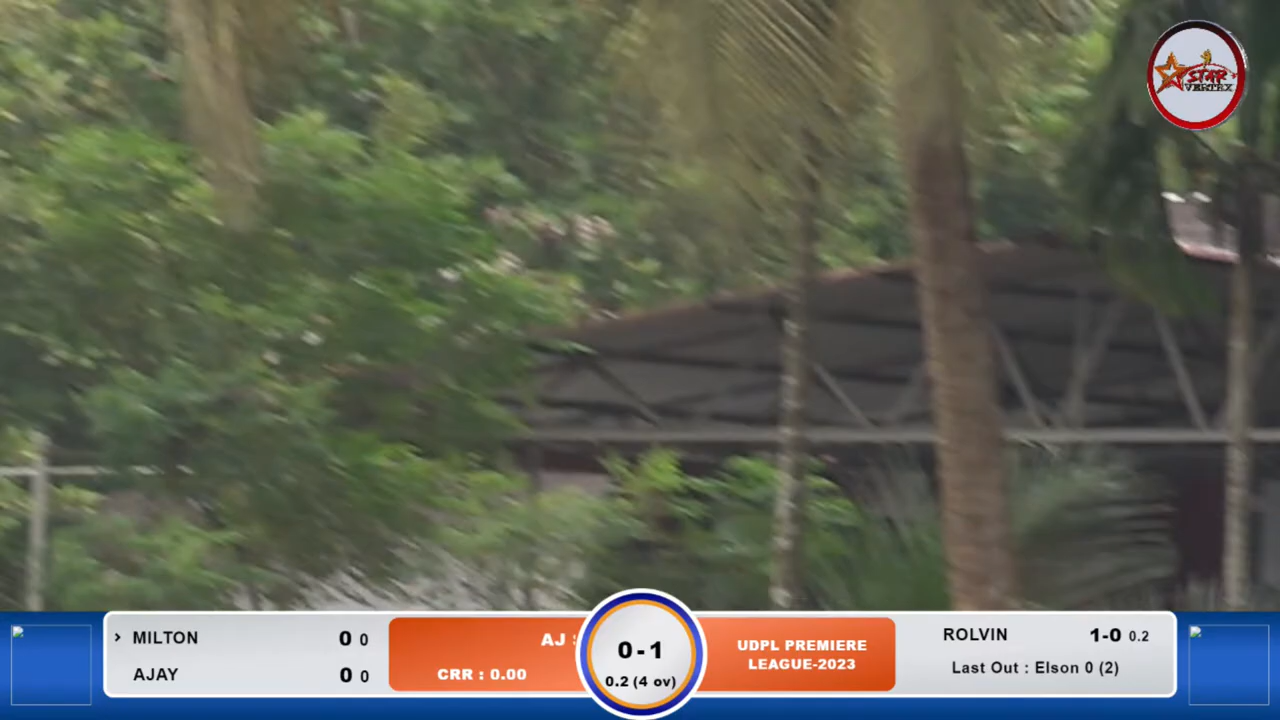 STAR
VERTEX
› MILTON 0 0
AJAY 0 0
AJ
CRR : 0.00
0-1
0.2 (4 ov)
UDPL PREMIERE
LEAGUE-2023
ROLVIN 1-0 0.2
Last Out : Elson 0 (2)